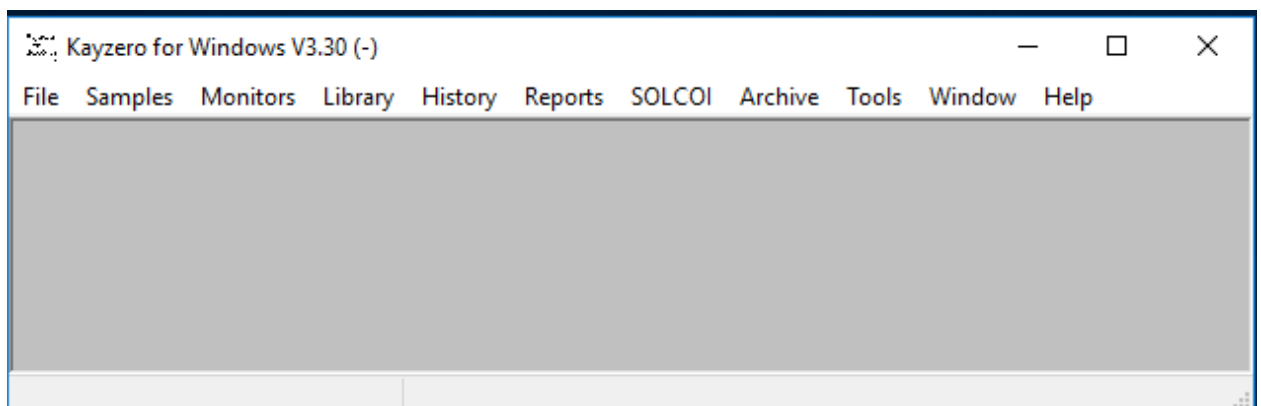 Kayzero for Windows V3.30 (-)
File Samples Monitors Library History Reports SOLCOI Archive Tools Window Help